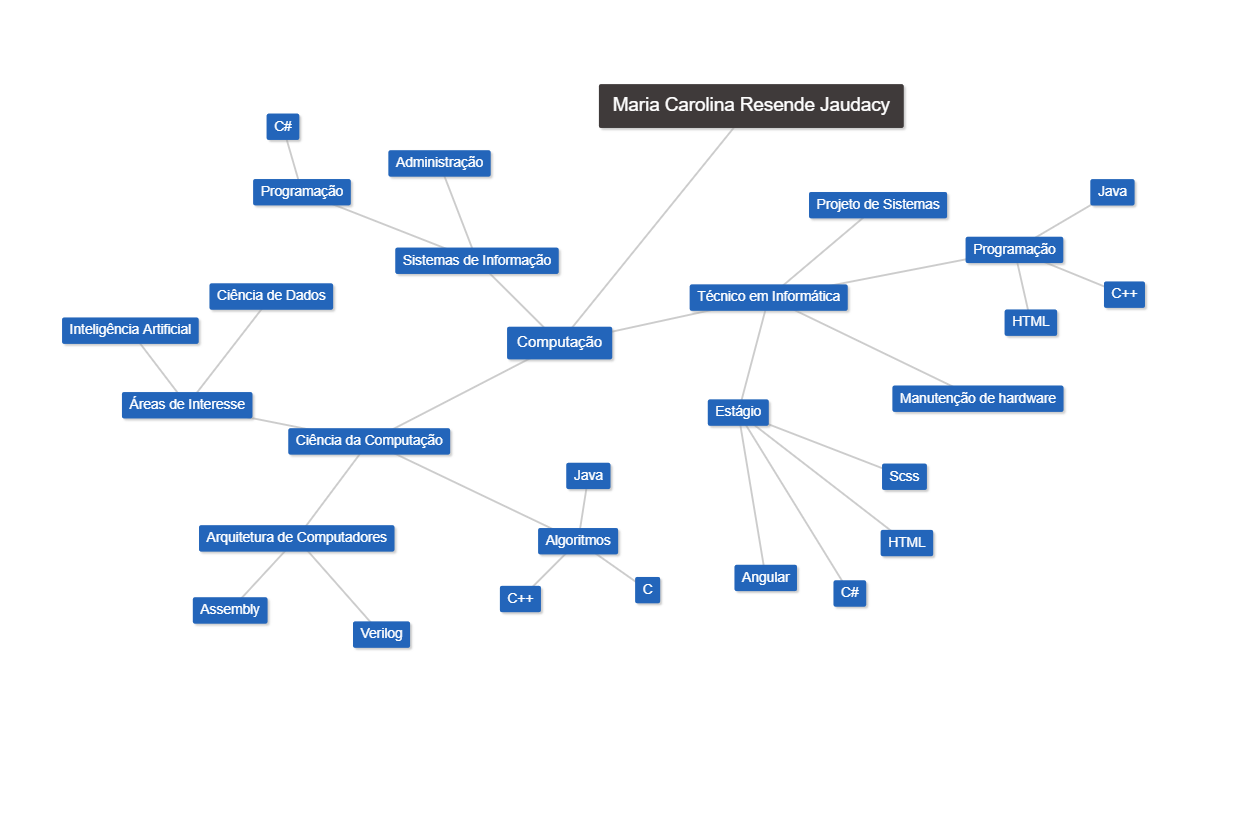 Maria Carolina Resende Jaudacy
C#
Administração
Programação
Sistemas de Informação
Projeto de Sistemas
Java
Programação
C++
HTML
Técnico em Informática
Ciência de Dados
Inteligência Artificial
Computação
Áreas de Interesse
Manutenção de hardware
Estágio
Ciência da Computação
Scss
Java
HTML
Arquitetura de Computadores
Algoritmos
Angular
C#
C++
C
Assembly
Verilog